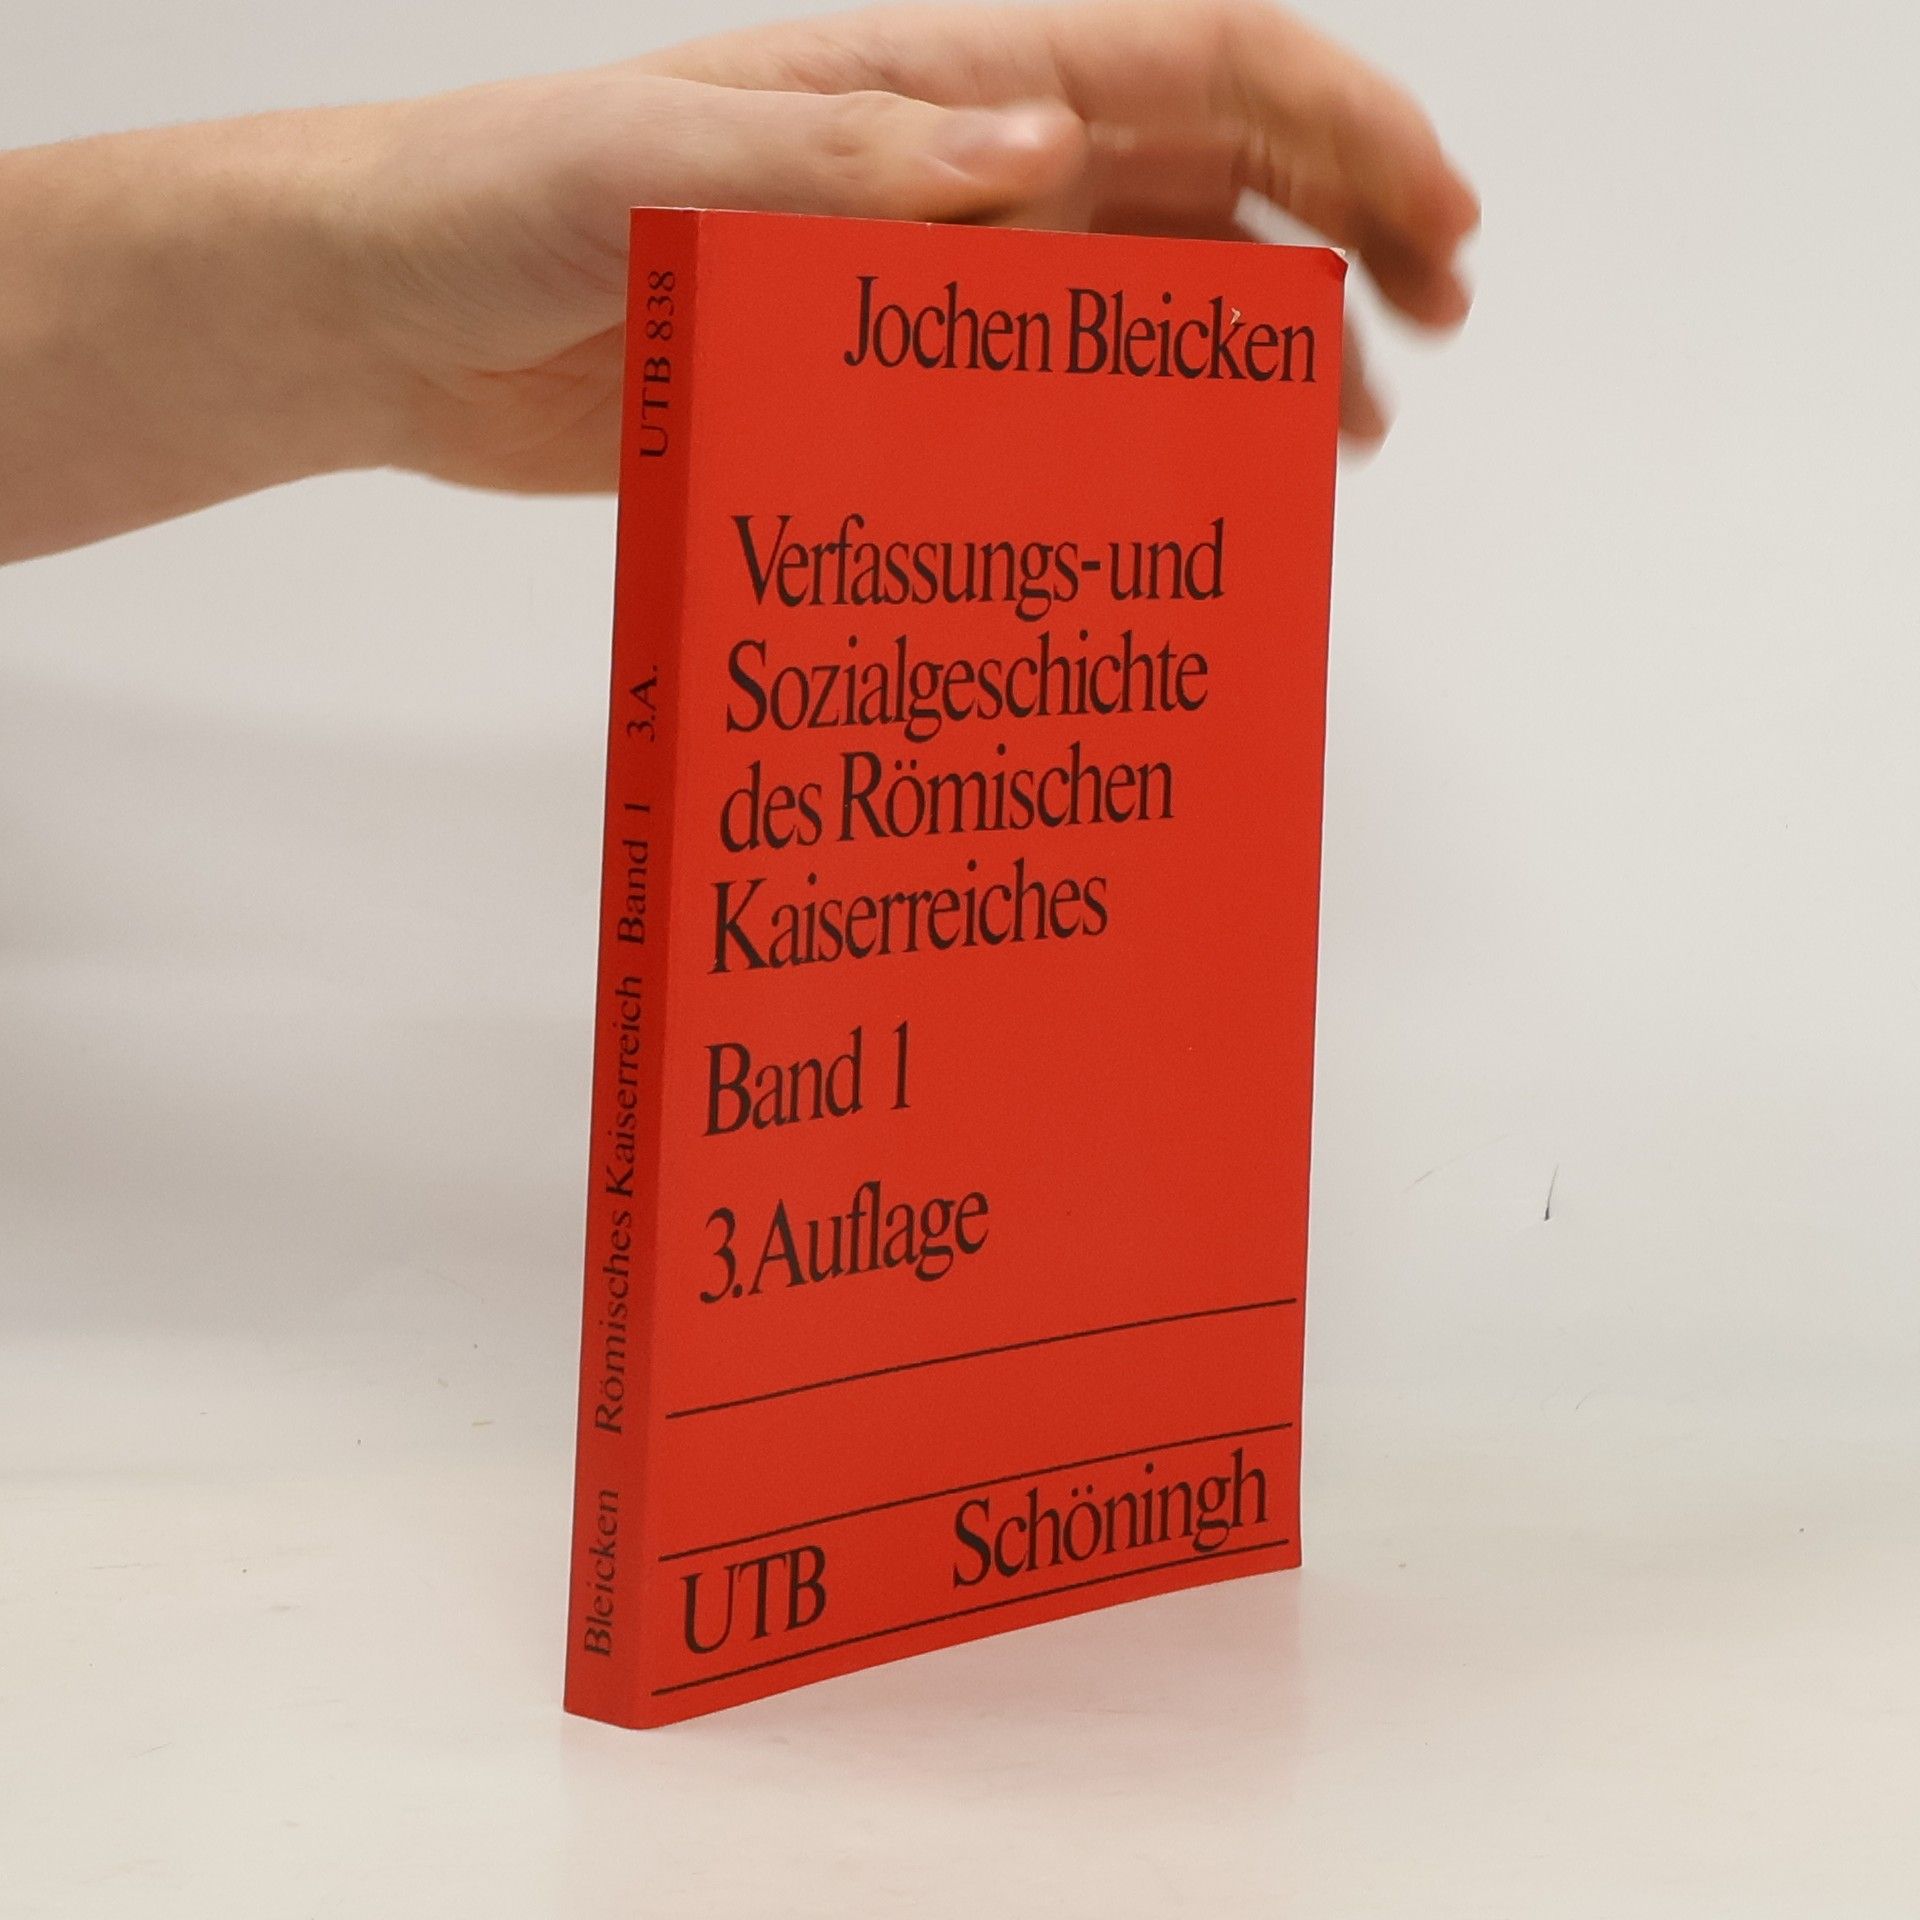 Jochen Bleicken
Verfassungs- und
Sozialgeschichte
des Römischen
Kaiserreiches
Band 1
3. Auflage
UTB Schöningh
Bleicken Römisches Kaiserreich Band 1 3.A. UTB 838